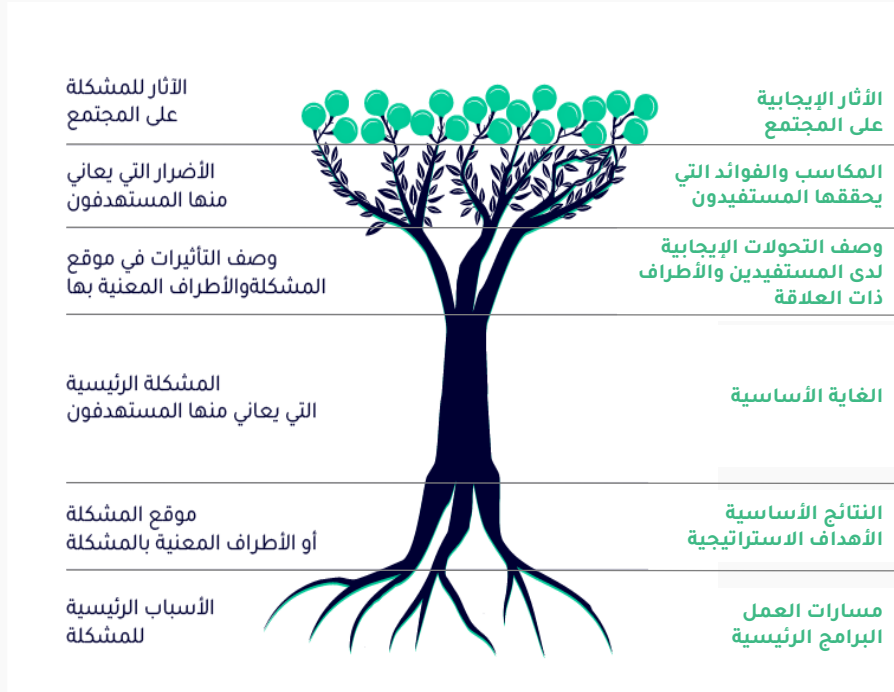 الأثار الإيجابية
على المجتمع
الآثار للمشكلة
على المجتمع
المكاسب والفوائد التي
يحققها المستفيدون
الأضرار التي يعاني
منها المستهدفون
وصف التحولات الإيجابية
لدى المستفيدين والأطراف
ذات العلاقة
وصف التأثيرات في موقع
المشكلةوالأطراف المعنية بها
الغاية الأساسية
المشكلة الرئيسية
التي يعاني منها المستهدفون
النتائج الأساسية
الأهداف الاستراتيجية
موقع المشكلة
أو الأطراف المعنية بالمشكلة
مسارات العمل
البرامج الرئيسية
الأسباب الرئيسية
للمشكلة